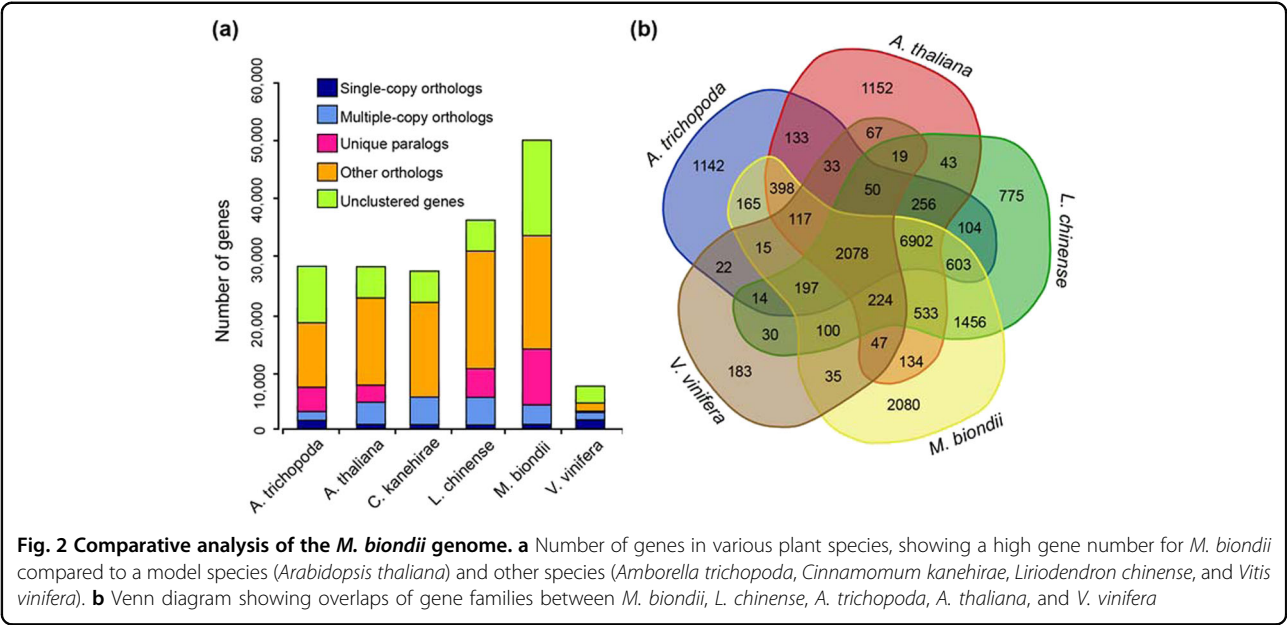 (a)
60,000
50,000
40,000
30,000
20,000
10,000
0
Number of genes
Single-copy orthologs
Multiple-copy orthologs
Unique paralogs
Other orthologs
Unclustered genes
A. trichopoda
A. thaliana
C. kanehirae
L. chinense
M. biondii
V. vinifera
(b)
A. thaliana
A. trichopoda
L. chinense
V. vinifera
M. biondii
1152
133
67
1142
33
19
43
775
398
50
165
256
104
117
15
2078
6902
603
22
14
197
224
533
1456
30
100
47
134
183
35
2080
Fig. 2 Comparative analysis of the M. biondii genome. a Number of genes in various plant species, showing a high gene number for M. biondii
compared to a model species (Arabidopsis thaliana) and other species (Amborella trichopoda, Cinnamomum kanehirae, Liriodendron chinense, and Vitis
vinifera). b Venn diagram showing overlaps of gene families between M. biondii, L. chinense, A. trichopoda, A. thaliana, and V. vinifera